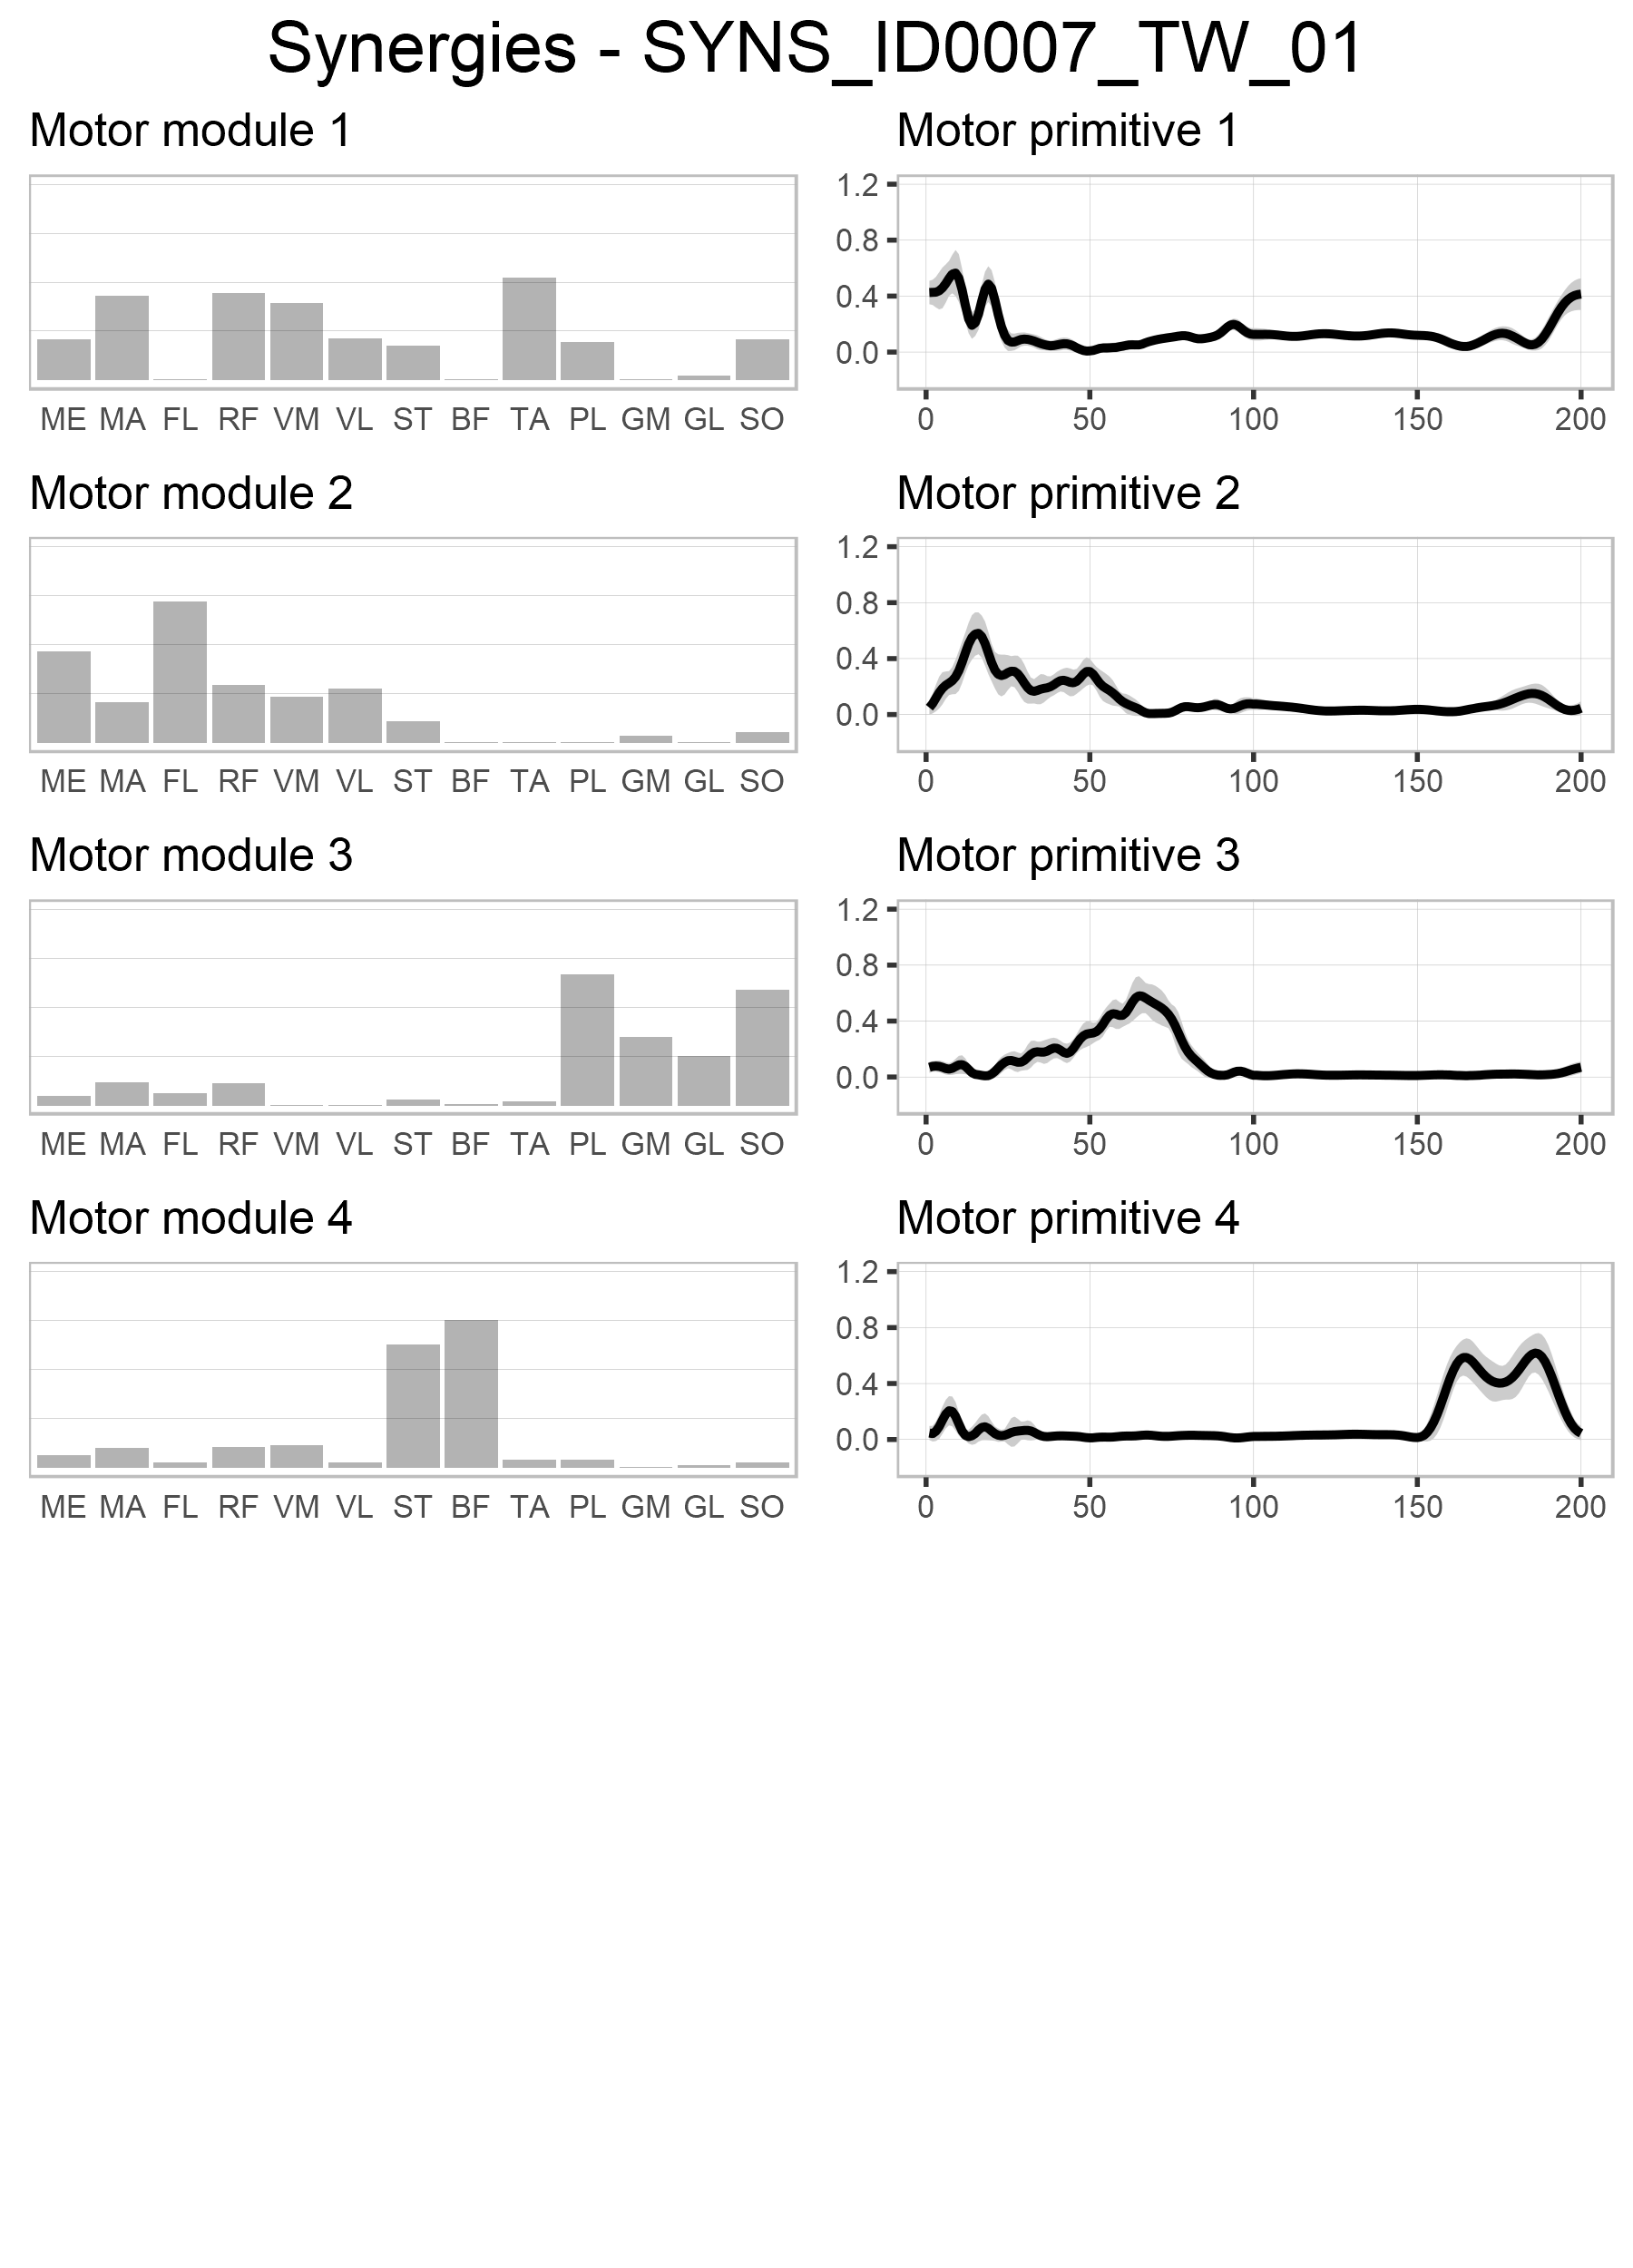 Synergies - SYNS_ID0007_TW_01
Motor module 1
Motor primitive 1
1.2
0.8
0.4
0.0
ME MA FL RF VM VL ST BF TA PL GM GL SO
0 50 100 150 200
Motor module 2
Motor primitive 2
1.2
0.8
0.4
0.0
ME MA FL RF VM VL ST BF TA PL GM GL SO
0 50 100 150 200
Motor module 3
Motor primitive 3
1.2
0.8
0.4
0.0
ME MA FL RF VM VL ST BF TA PL GM GL SO
0 50 100 150 200
Motor module 4
Motor primitive 4
1.2
0.8
0.4
0.0
ME MA FL RF VM VL ST BF TA PL GM GL SO
0 50 100 150 200